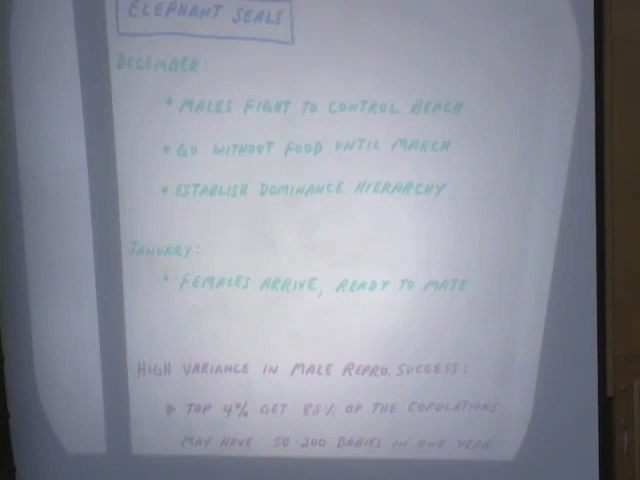 ELEPHANT SEALS
DECEMBER:
• MALES FIGHT TO CONTROL BEACH
• GO WITHOUT FOOD UNTIL MARCH
• ESTABLISH DOMINANCE HIERARCHY
JANUARY:
• FEMALES ARRIVE, READY TO MATE
HIGH VARIANCE IN MALE REPRO. SUCCESS:
TOP 4% GET 85% OF THE COPULATIONS
MAY HAVE 50-200 BABIES IN ONE YEAR